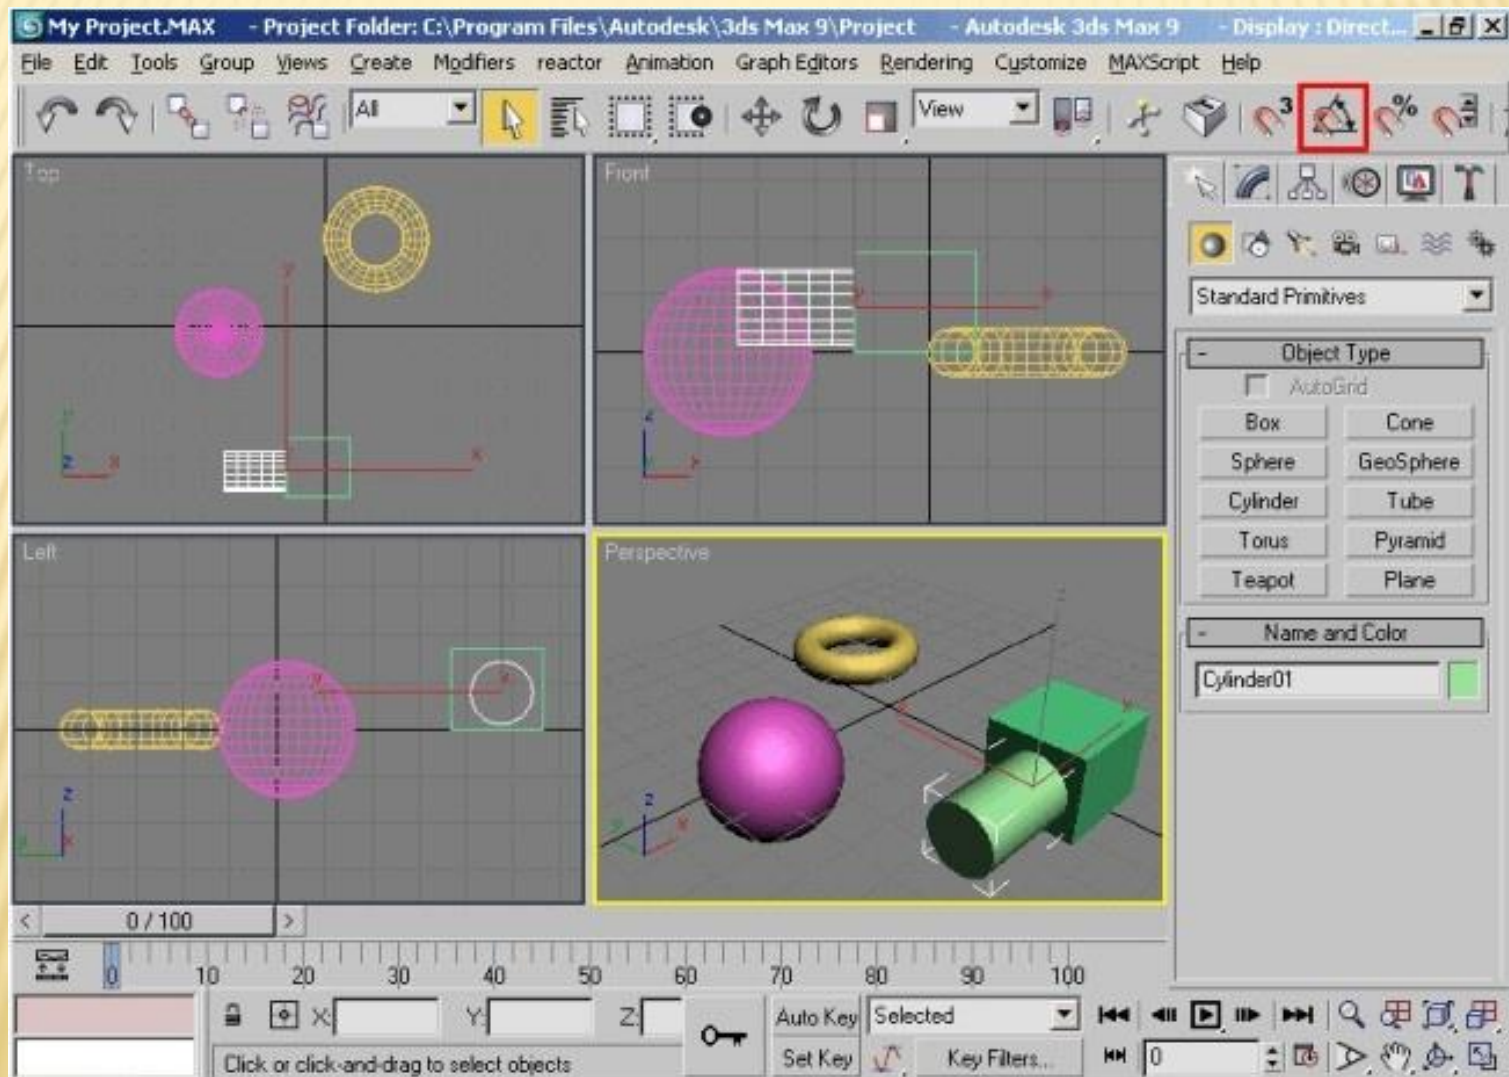 My Project.MAX - Project Folder: C:\Program Files\Autodesk\3ds Max 9\Project - Autodesk 3ds Max 9 - Display : Direct...
File Edit Tools Group Views Create Modifiers reactor Animation Graph Editors Rendering Customize MAXScript Help
All View 3 %
Top Front
y
x
z x
y x
z
y x
Standard Primitives
- Object Type
AutoGrid
Box Cone
Sphere GeoSphere
Cylinder Tube
Torus Pyramid
Teapot Plane
Left Perspective
y y
z
y x
z
x y
z
y x
- Name and Color
Cylinder01
< 0 / 100 >
0 10 20 30 40 50 60 70 80 90 100
X: Y: Z: Auto Key Selected
Click or click-and-drag to select objects Set Key Key Filters... 0